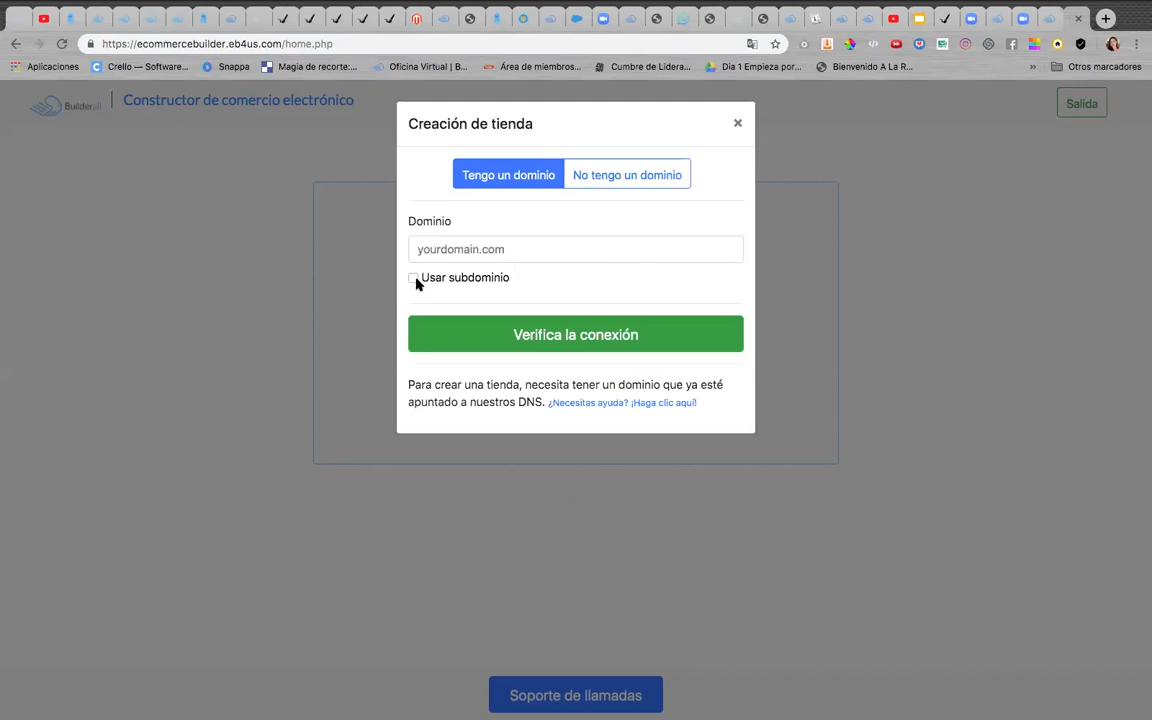 https://ecommercebuilder.eb4us.com/home.php
Aplicaciones
Crello — Software...
Snappa
Magia de recorte:...
Oficina Virtual | B...
Área de miembros...
Cumbre de Lidera...
Dia 1 Empieza por...
Bienvenido A La R...
»
Otros marcadores
Builderall
Constructor de comercio electrónico
Salida
Creación de tienda
×
Tengo un dominio
No tengo un dominio
Dominio
yourdomain.com
Usar subdominio
Verifica la conexión
Para crear una tienda, necesita tener un dominio que ya esté
apuntado a nuestros DNS. ¿Necesitas ayuda? ¡Haga clic aquí!
Soporte de llamadas